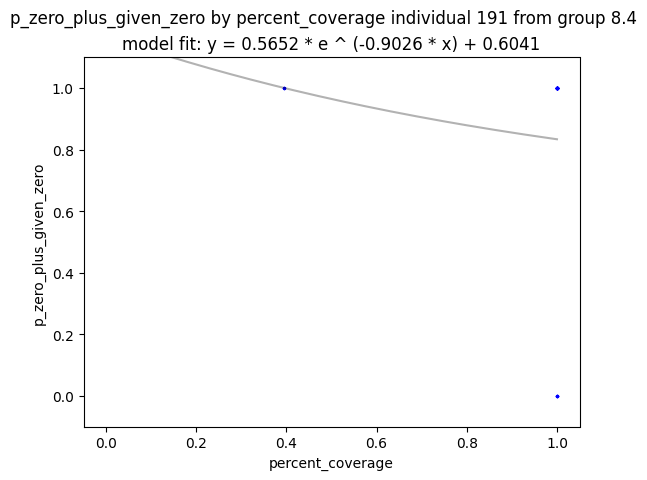 p_zero_plus_given_zero by percent_coverage individual 191 from group 8.4
model fit: y = 0.5652 * e ^ (-0.9026 * x) + 0.6041
1.0
0.8
0.6
0.4
0.2
0.0
p_zero_plus_given_zero
0.0 0.2 0.4 0.6 0.8 1.0
percent_coverage